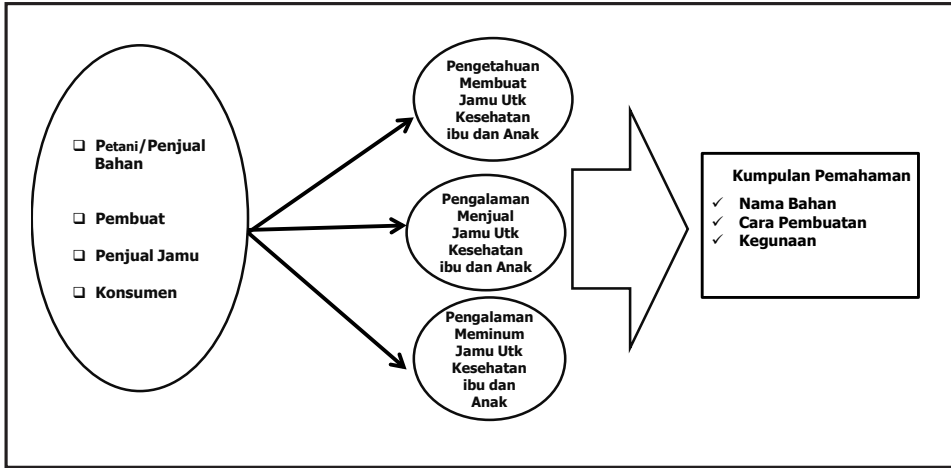 Petani/Penjual
Bahan
Pembuat
Penjual Jamu
Konsumen
Pengetahuan
Membuat
Jamu Utk
Kesehatan
ibu dan Anak
Pengalaman
Menjual
Jamu Utk
Kesehatan
ibu dan Anak
Pengalaman
Meminum
Jamu Utk
Kesehatan
ibu dan
Anak
Kumpulan Pemahaman
Nama Bahan
Cara Pembuatan
Kegunaan